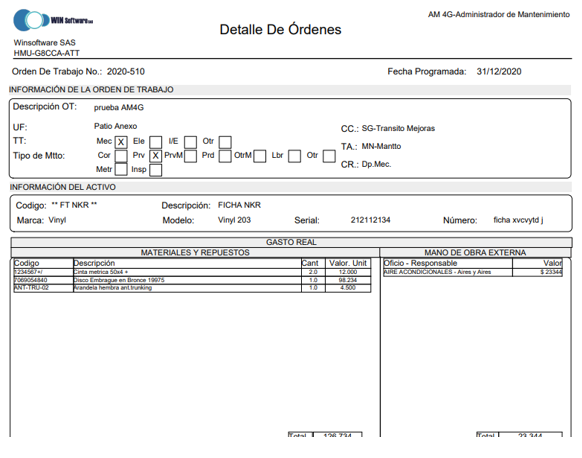 WIN Software SAS
AM 4G-Administrador de Mantenimiento
Detalle De Órdenes
Winsoftware SAS
HMU-G8CCA-ATT
Orden De Trabajo No.: 2020-510 Fecha Programada: 31/12/2020
INFORMACIÓN DE LA ORDEN DE TRABAJO
Descripción OT: prueba AM4G
UF: Patio Anexo CC.: SG-Transito Mejoras
TT: Mec X Ele I/E Otr TA.: MN-Mantto
Tipo de Mtto: Cor Prv X PrvM Prd OtrM Lbr Otr CR.: Dp.Mec.
Metr Insp
INFORMACIÓN DEL ACTIVO
Codigo: ** FT NKR ** Descripción: FICHA NKR
Marca: Vinyl Modelo: Vinyl 203 Serial: 212112134 Número: ficha xvcvytd j
GASTO REAL
MATERIALES Y REPUESTOS MANO DE OBRA EXTERNA
Codigo Descripción Cant Valor. Unit Oficio - Responsable Valor
1234567+/ Cinta metrica 50x4 + 2.0 12.000 AIRE ACONDICIONALES - Aires y Aires $ 23344
7069054840 Disco Embrague en Bronce 19975 1.0 98.234
ANT-TRU-02 Arandela hembra ant.trunking 1.0 4.500
Total 126.734 Total 23.344